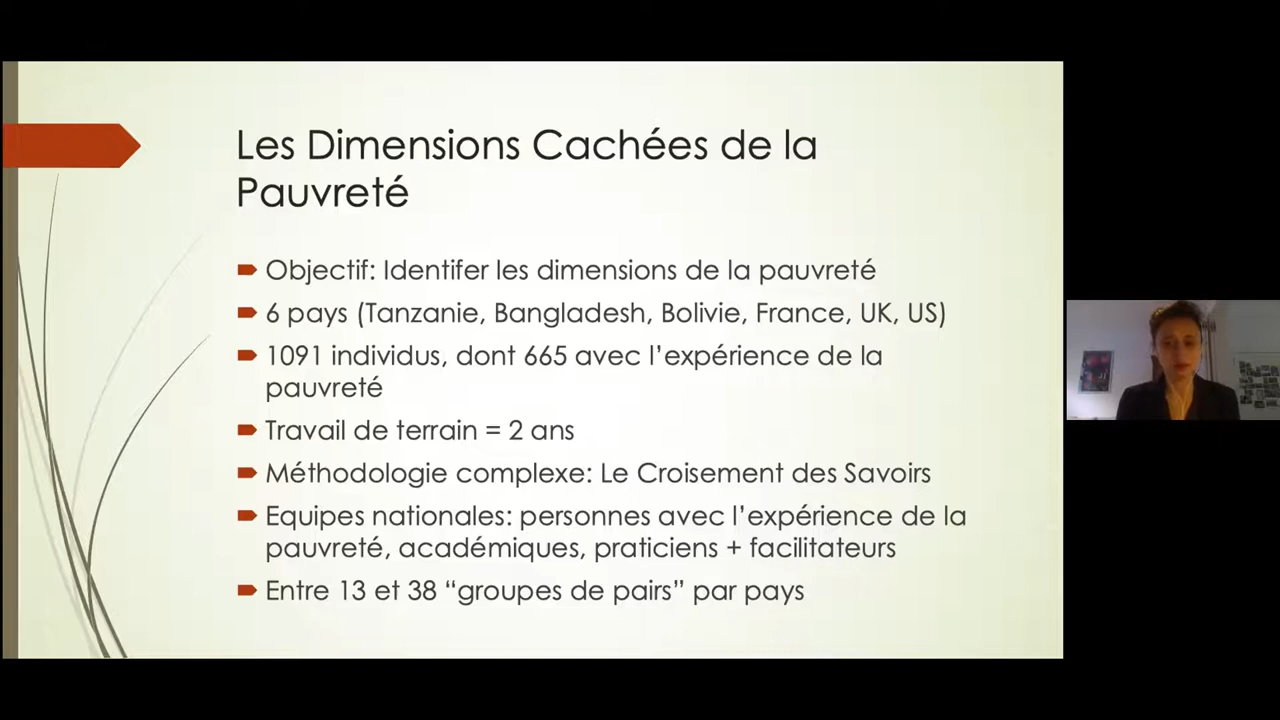 Les Dimensions Cachées de la
Pauvreté
Objectif: Identifer les dimensions de la pauvreté
6 pays (Tanzanie, Bangladesh, Bolivie, France, UK, US)
1091 individus, dont 665 avec l’expérience de la
pauvreté
Travail de terrain = 2 ans
Méthodologie complexe: Le Croisement des Savoirs
Equipes nationales: personnes avec l’expérience de la
pauvreté, académiques, praticiens + facilitateurs
Entre 13 et 38 “groupes de pairs” par pays